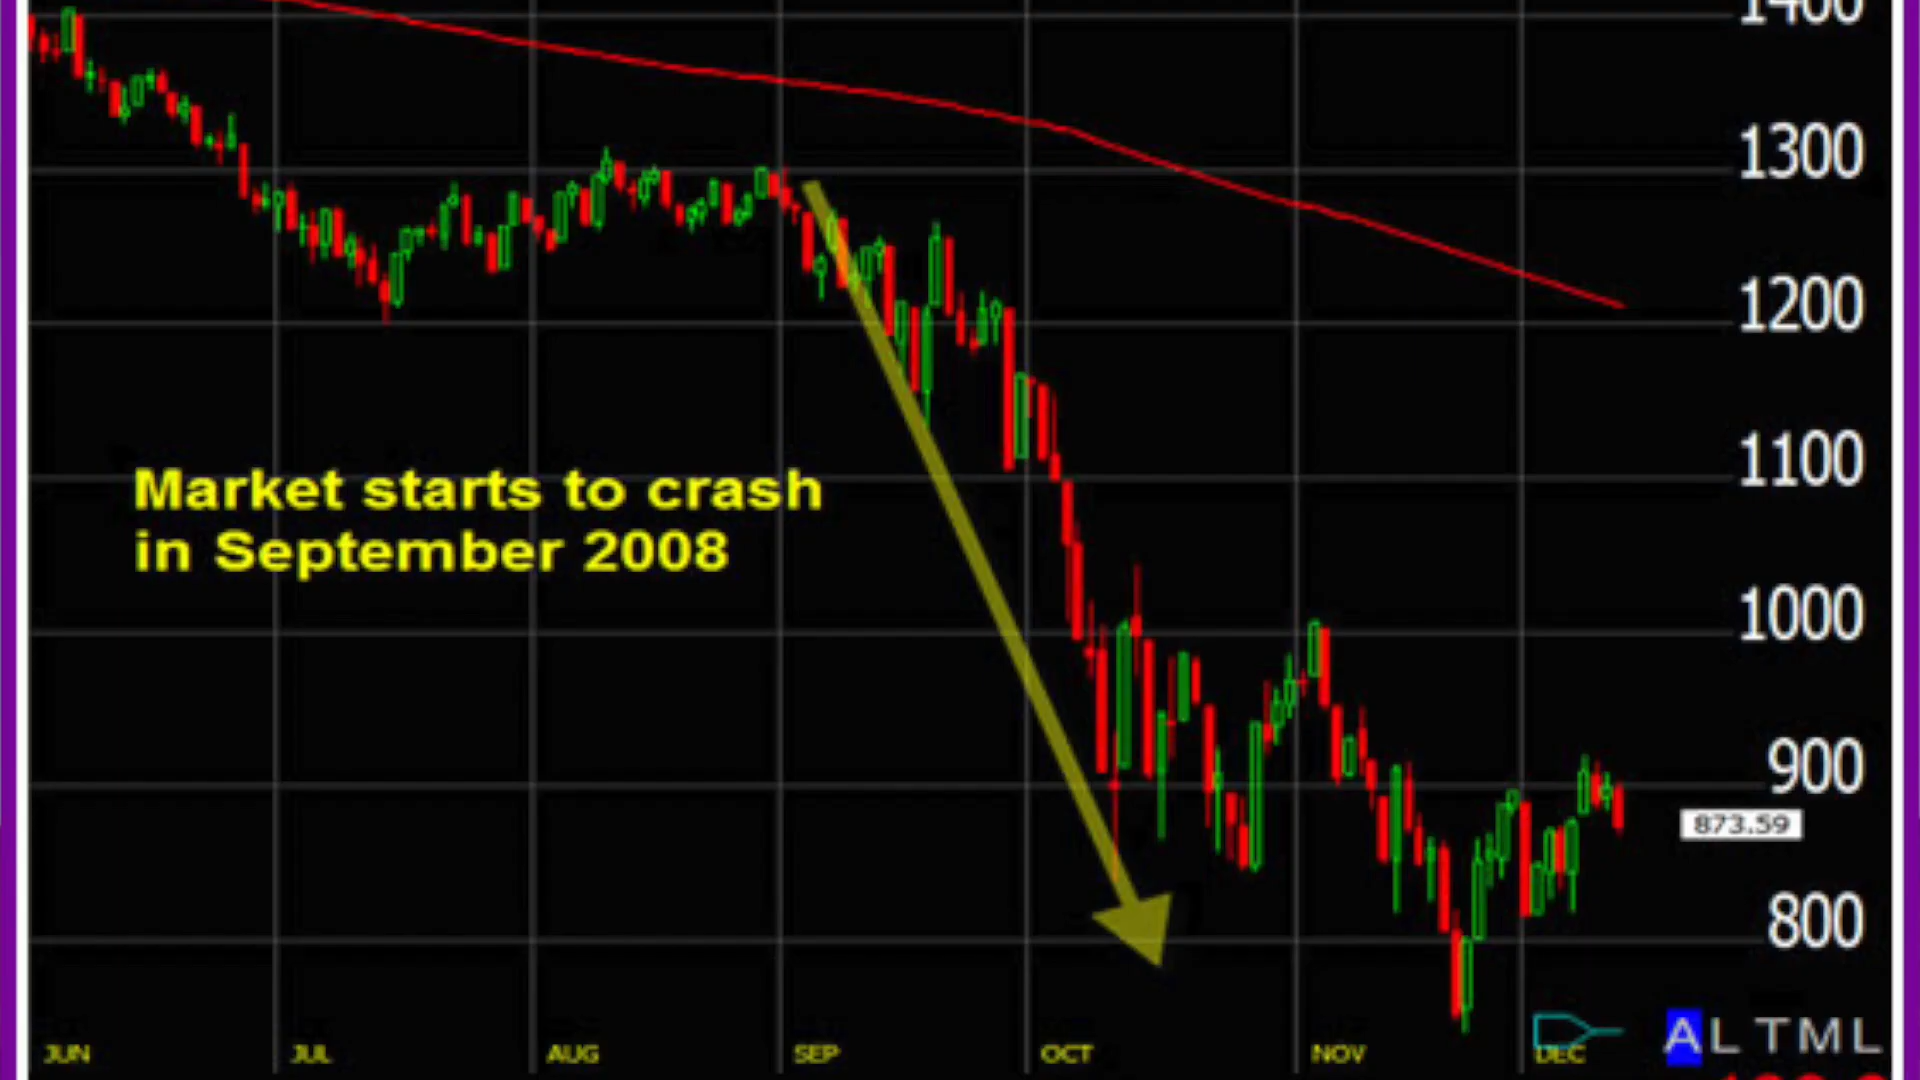 1400
1300
1200
1100
Market starts to crash
in September 2008
1000
900
873.59
800
A L T M L
JUN JUL AUG SEP OCT NOV DEC